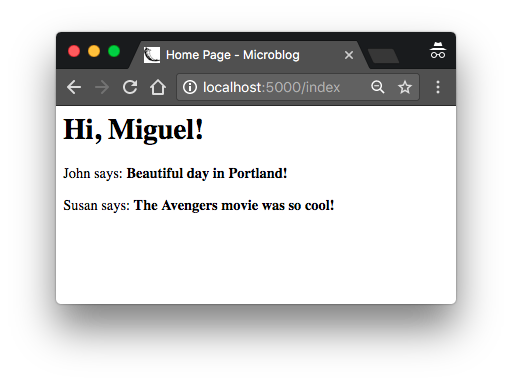 Home Page - Microblog
localhost:5000/index
Hi, Miguel!
John says: Beautiful day in Portland!
Susan says: The Avengers movie was so cool!